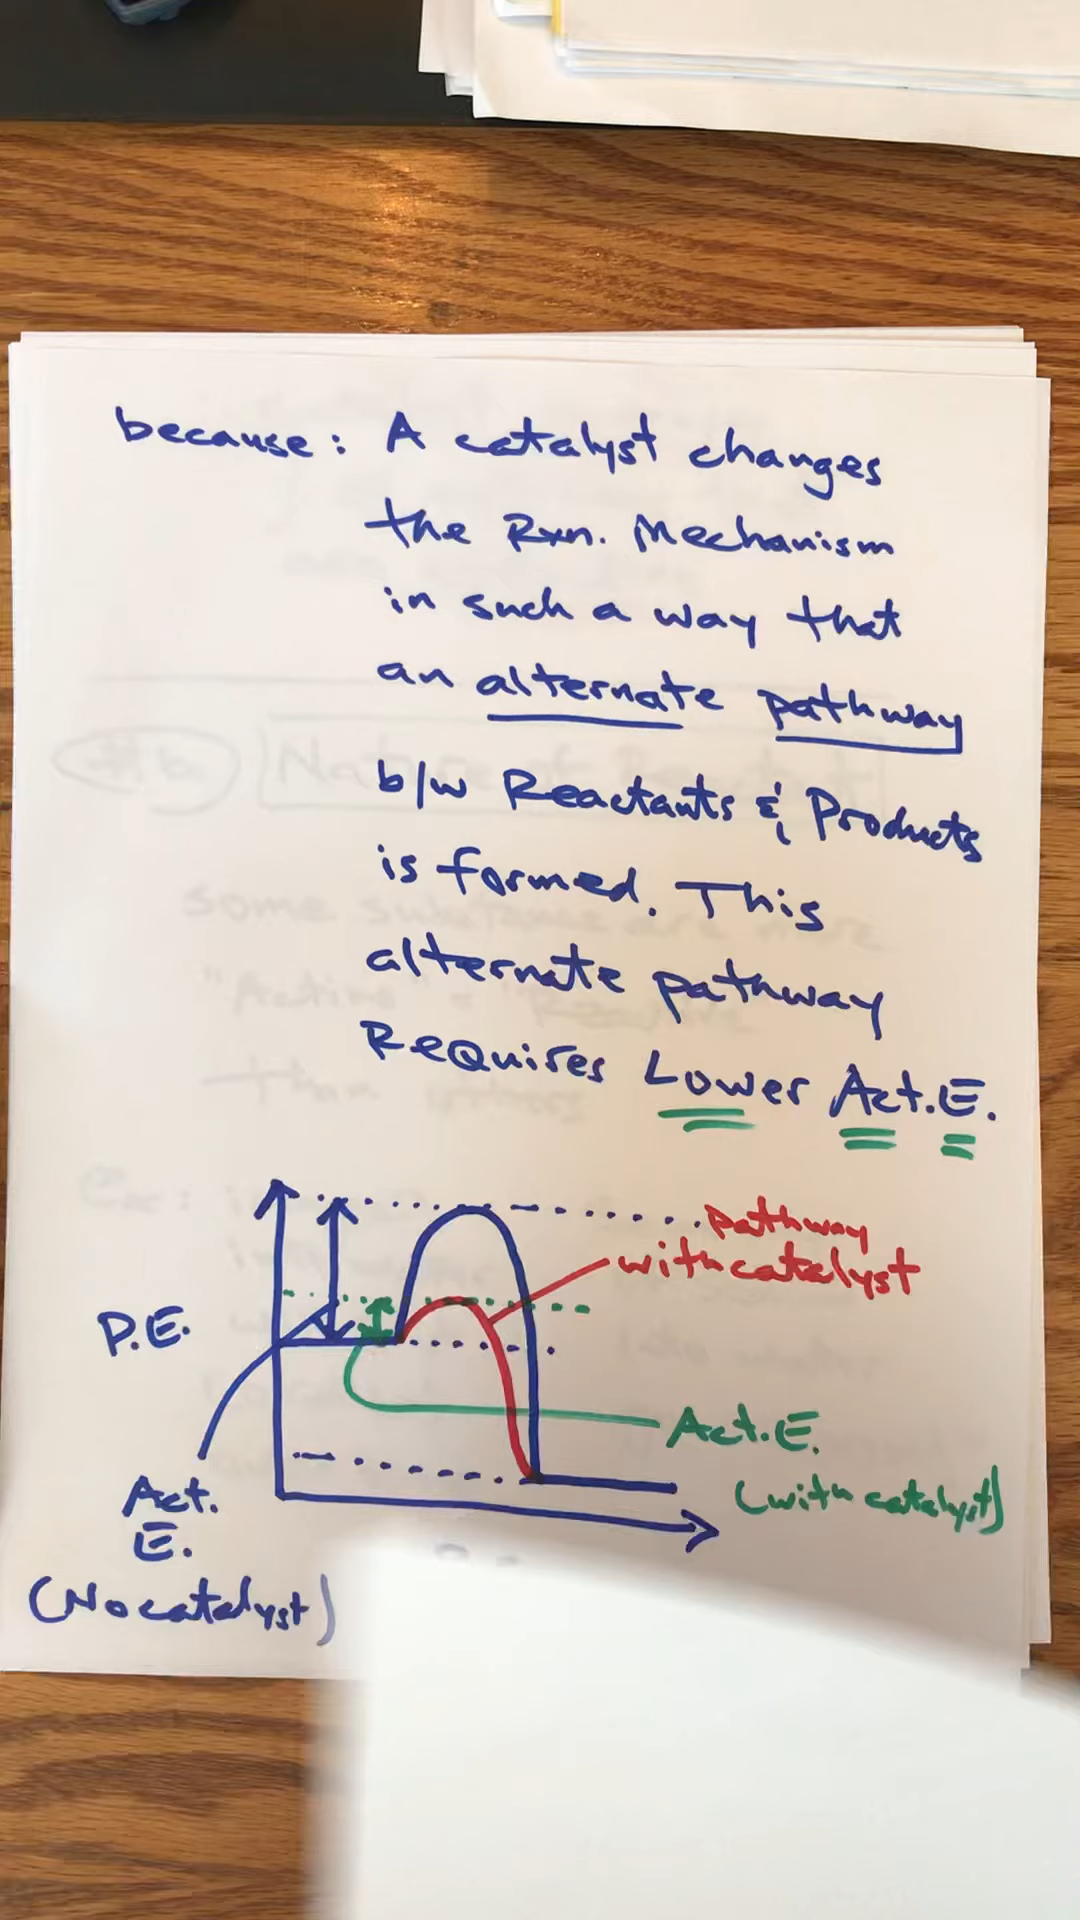 because: A catalyst changes
the Rxn. Mechanism
in such a way that
an alternate pathway
b/w Reactants & Products
is formed. This
alternate pathway
Requires Lower Act.E.
pathway
with catalyst
P.E.
Act.E.
(with catalyst)
Act.
E.
(No catalyst)